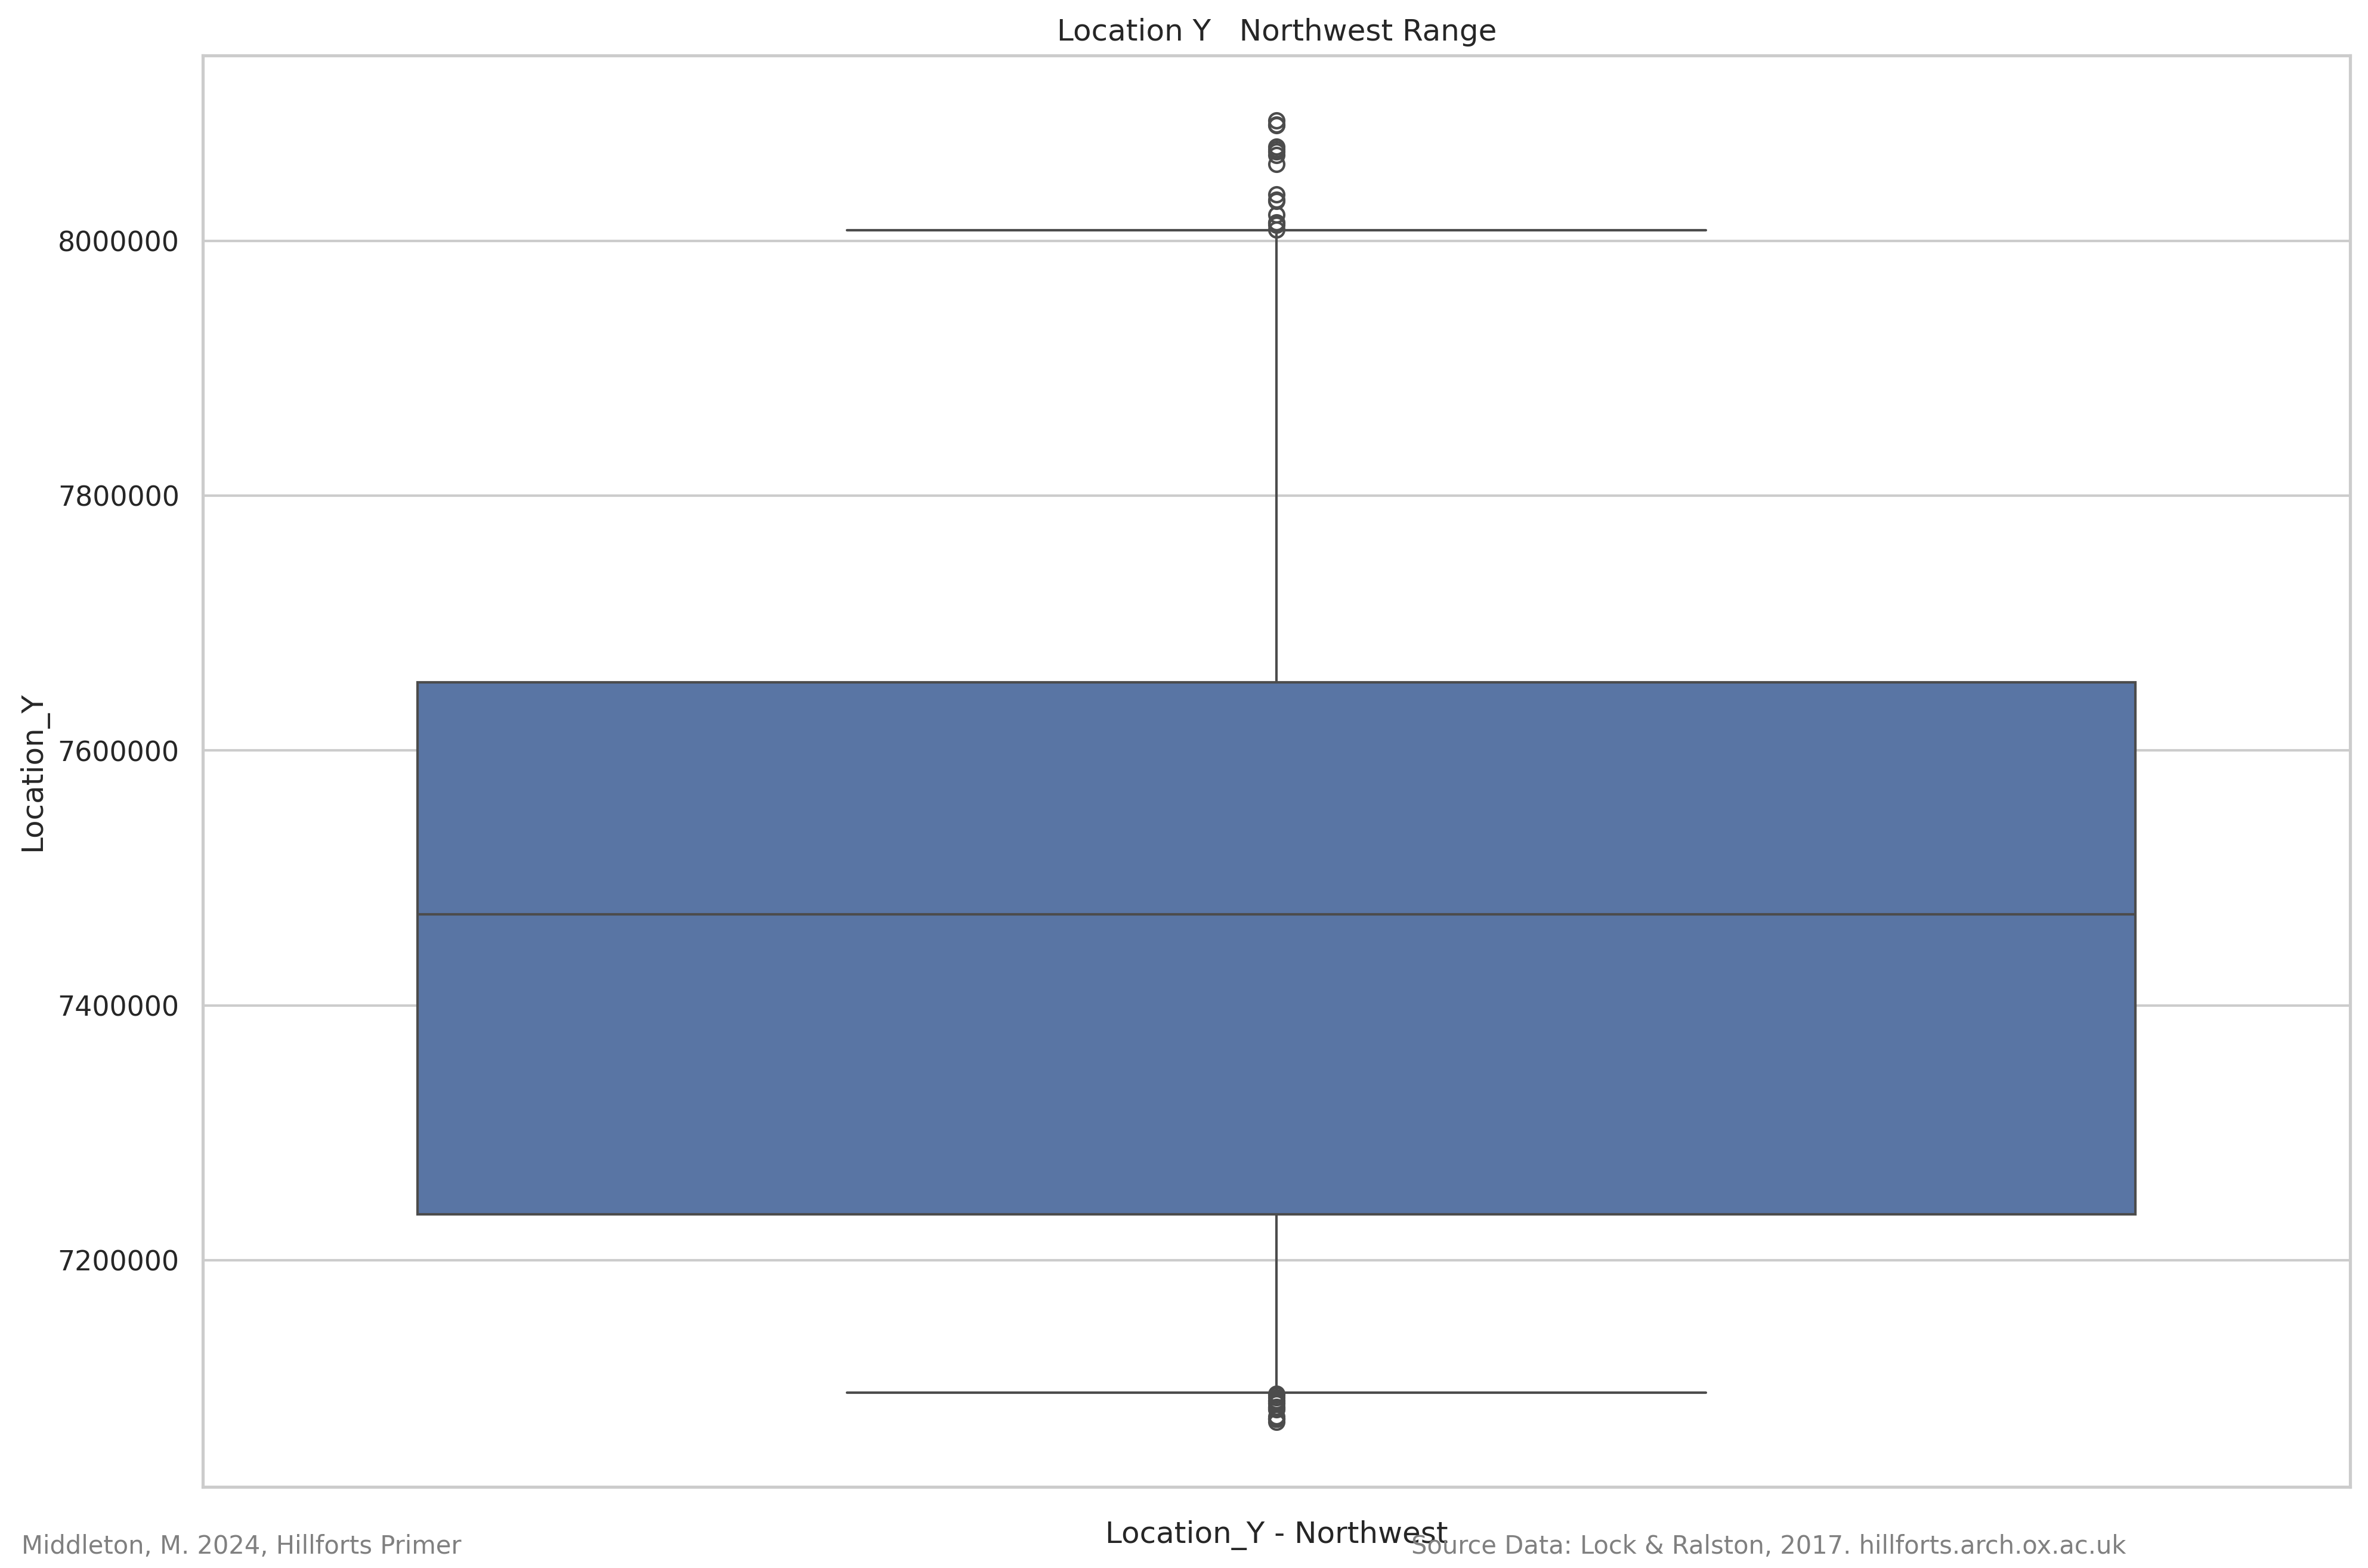 Location Y   Northwest Range
8000000
7800000
7600000
7400000
7200000
Location_Y
Location_Y - Northwest
Middleton, M. 2024, Hillforts Primer
Source Data: Lock & Ralston, 2017. hillforts.arch.ox.ac.uk